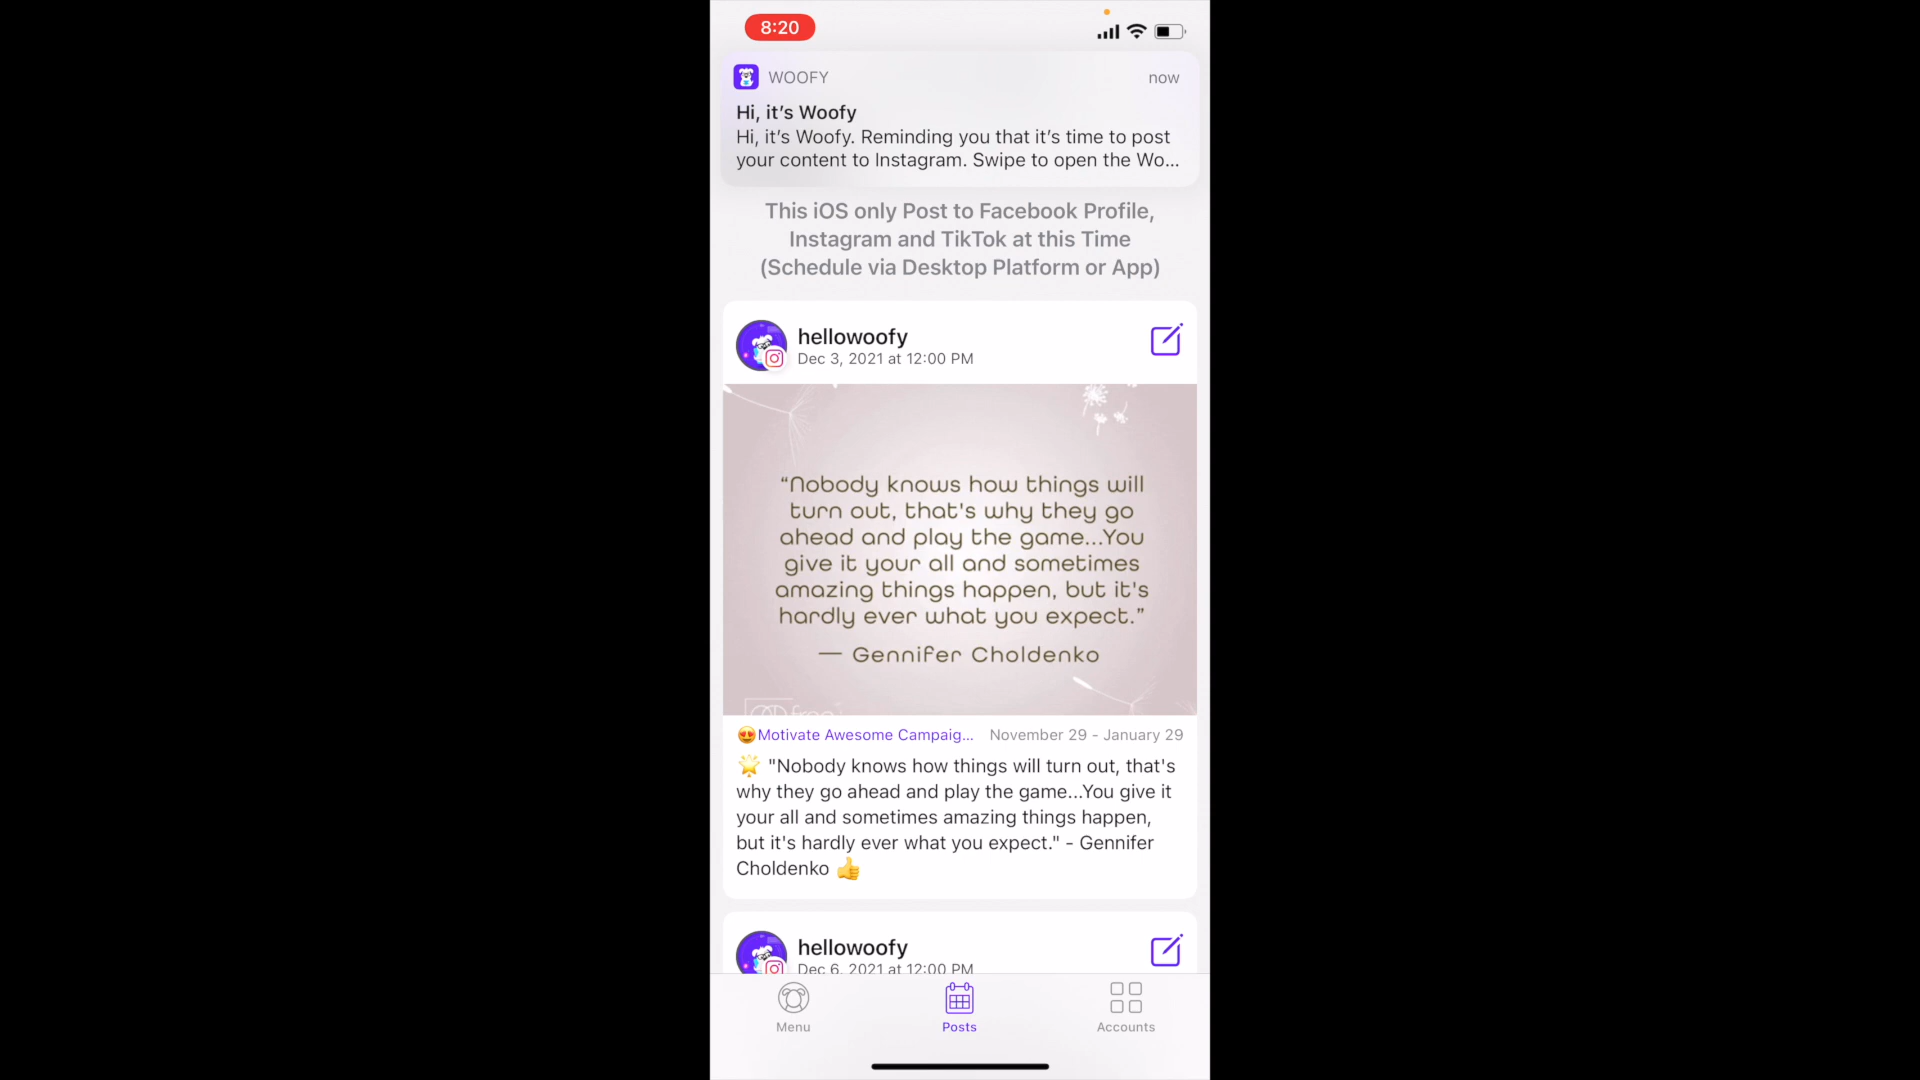 8:20
WOOFY
now
Hi, it's Woofy
Hi, it's Woofy. Reminding you that it's time to post
your content to Instagram. Swipe to open the Wo...
This iOS only Post to Facebook Profile,
Instagram and TikTok at this Time
(Schedule via Desktop Platform or App)
hellowoofy
Dec 3, 2021 at 12:00 PM
“Nobody knows how things will
turn out, that's why they go
ahead and play the game...You
give it your all and sometimes
amazing things happen, but it's
hardly ever what you expect.”
— Gennifer Choldenko
😍Motivate Awesome Campaig... November 29 - January 29
🌟 "Nobody knows how things will turn out, that's
why they go ahead and play the game...You give it
your all and sometimes amazing things happen,
but it's hardly ever what you expect." - Gennifer
Choldenko 👍
hellowoofy
Dec 6, 2021 at 12:00 PM
Menu
Posts
Accounts